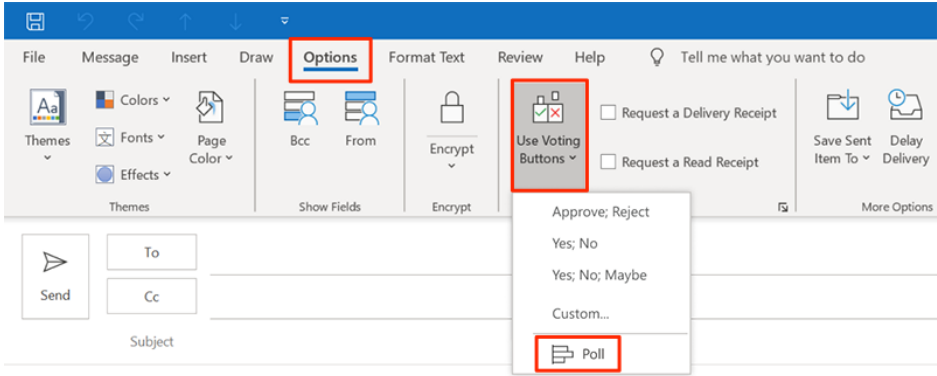 File Message Insert Draw Options Format Text Review Help Tell me what you want to do
Aa
Themes
Colors
Fonts
Effects
Page
Color
Themes
Bcc
From
Show Fields
Encrypt
Encrypt
Use Voting
Buttons
Request a Delivery Receipt
Request a Read Receipt
Save Sent
Item To
Delay
Delivery
More Options
Approve; Reject
Yes; No
Yes; No; Maybe
Custom...
Poll
Send
To
Cc
Subject